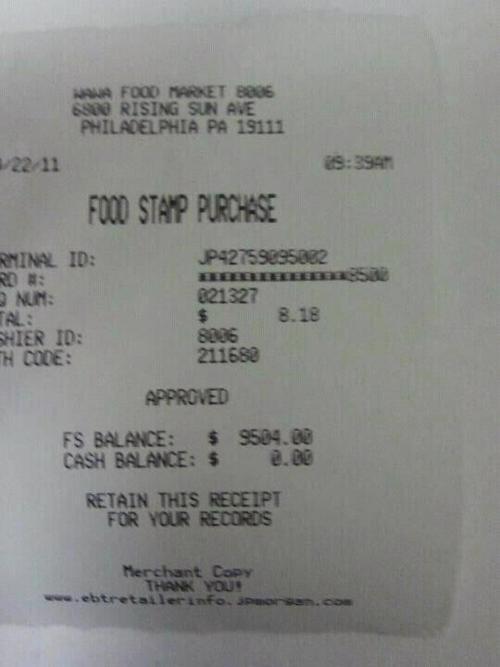 WAWA FOOD MARKET 8006
6800 RISING SUN AVE
PHILADELPHIA PA 19111
/22/11 09:39AM
FOOD STAMP PURCHASE
RMINAL ID: JP42759095002
RD #: ***************8500
Q NUM: 021327
TAL: $ 8.18
SHIER ID: 8006
TH CODE: 211680
APPROVED
FS BALANCE: $ 9504.00
CASH BALANCE: $ 0.00
RETAIN THIS RECEIPT
FOR YOUR RECORDS
Merchant Copy
THANK YOU!
www.ebtretailerinfo.jpmorgan.com